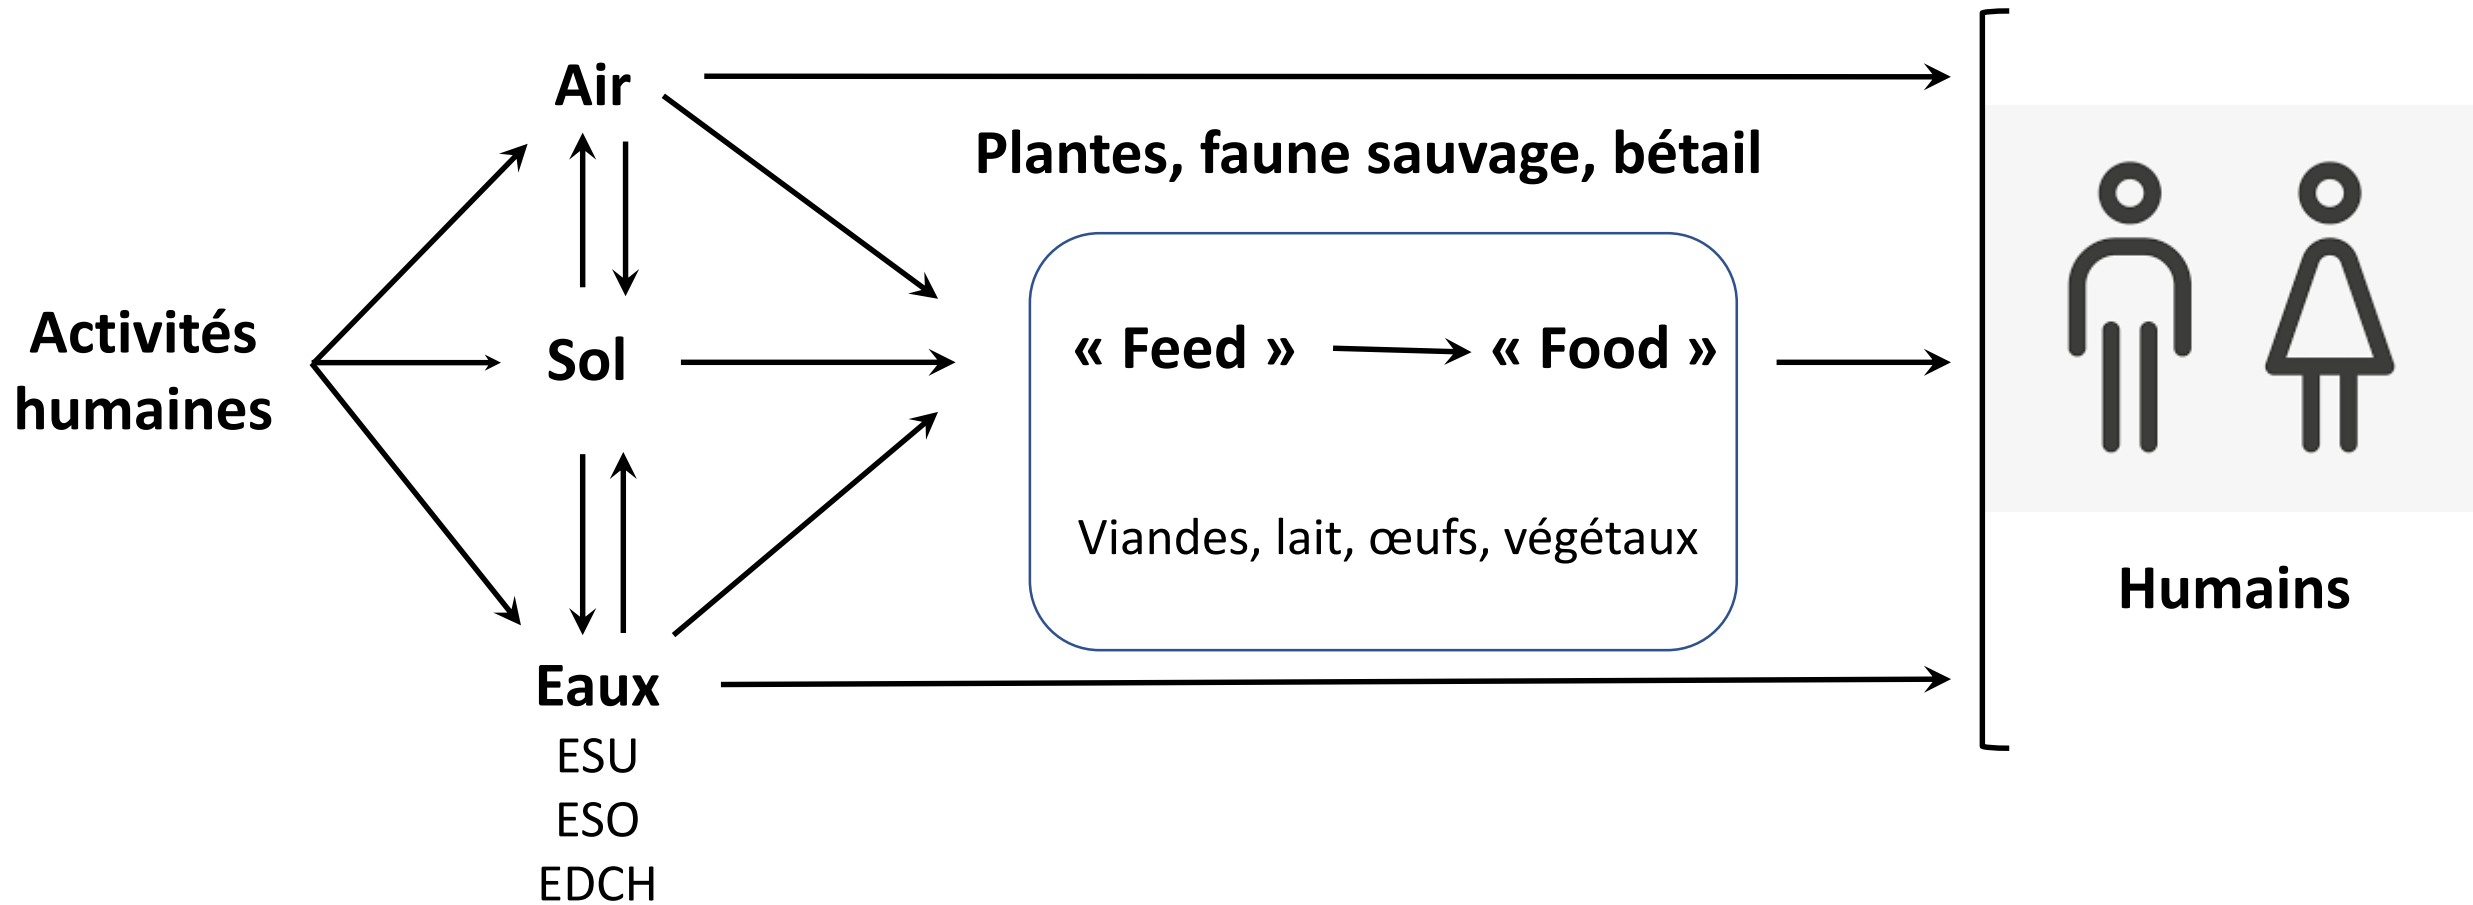 Air
Plantes, faune sauvage, bétail
Activités
humaines
Sol
« Feed »
« Food »
Viandes, lait, œufs, végétaux
Humains
Eaux
ESU
ESO
EDCH